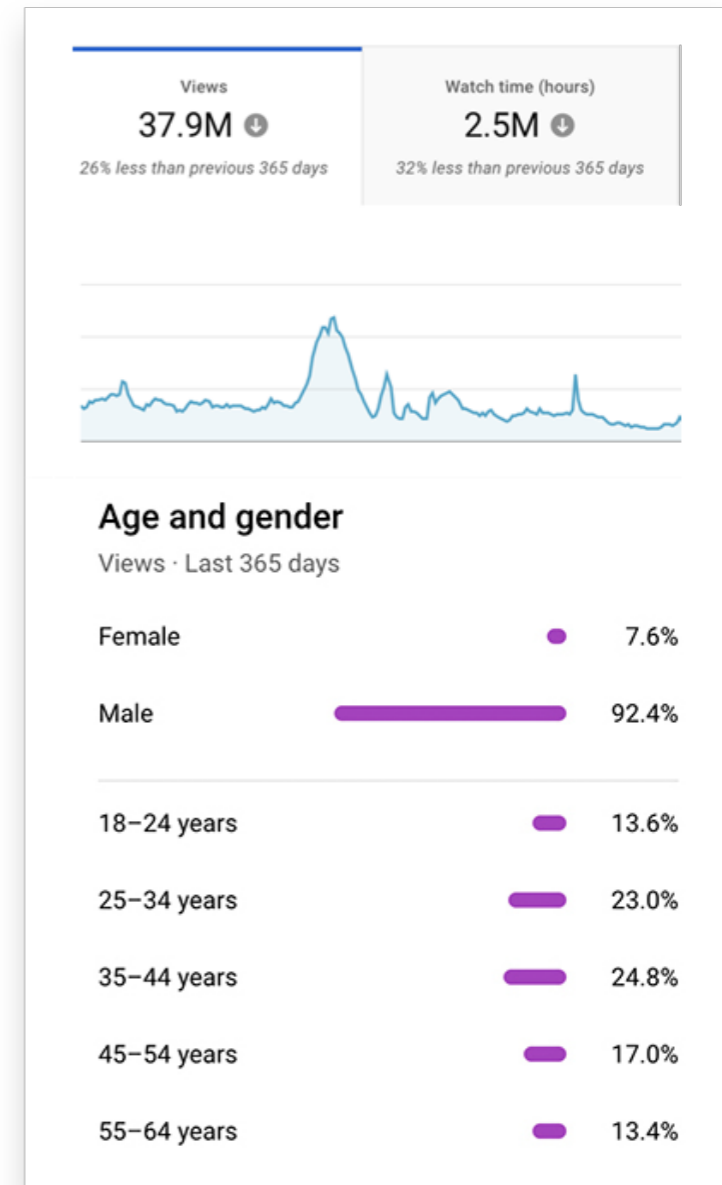 Views
37.9M
26% less than previous 365 days
Watch time (hours)
2.5M
32% less than previous 365 days
Age and gender
Views · Last 365 days
Female 7.6%
Male 92.4%
18–24 years 13.6%
25–34 years 23.0%
35–44 years 24.8%
45–54 years 17.0%
55–64 years 13.4%